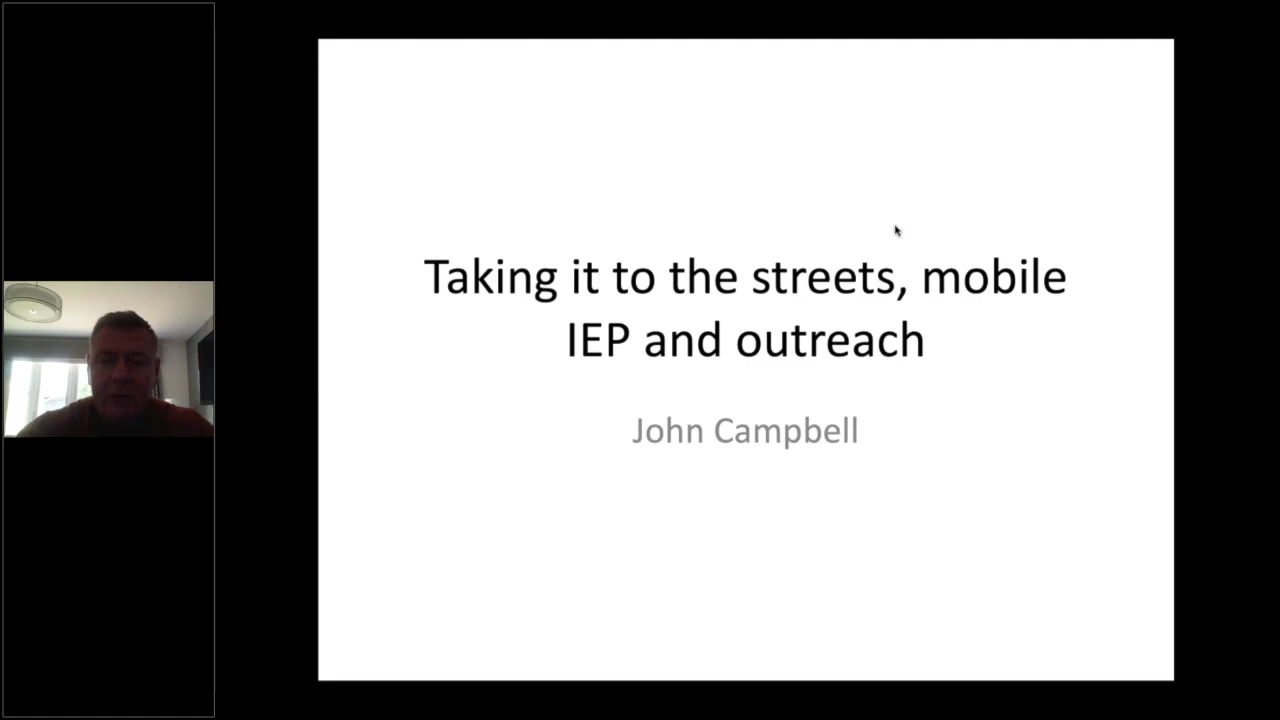 Taking it to the streets, mobile
IEP and outreach
John Campbell